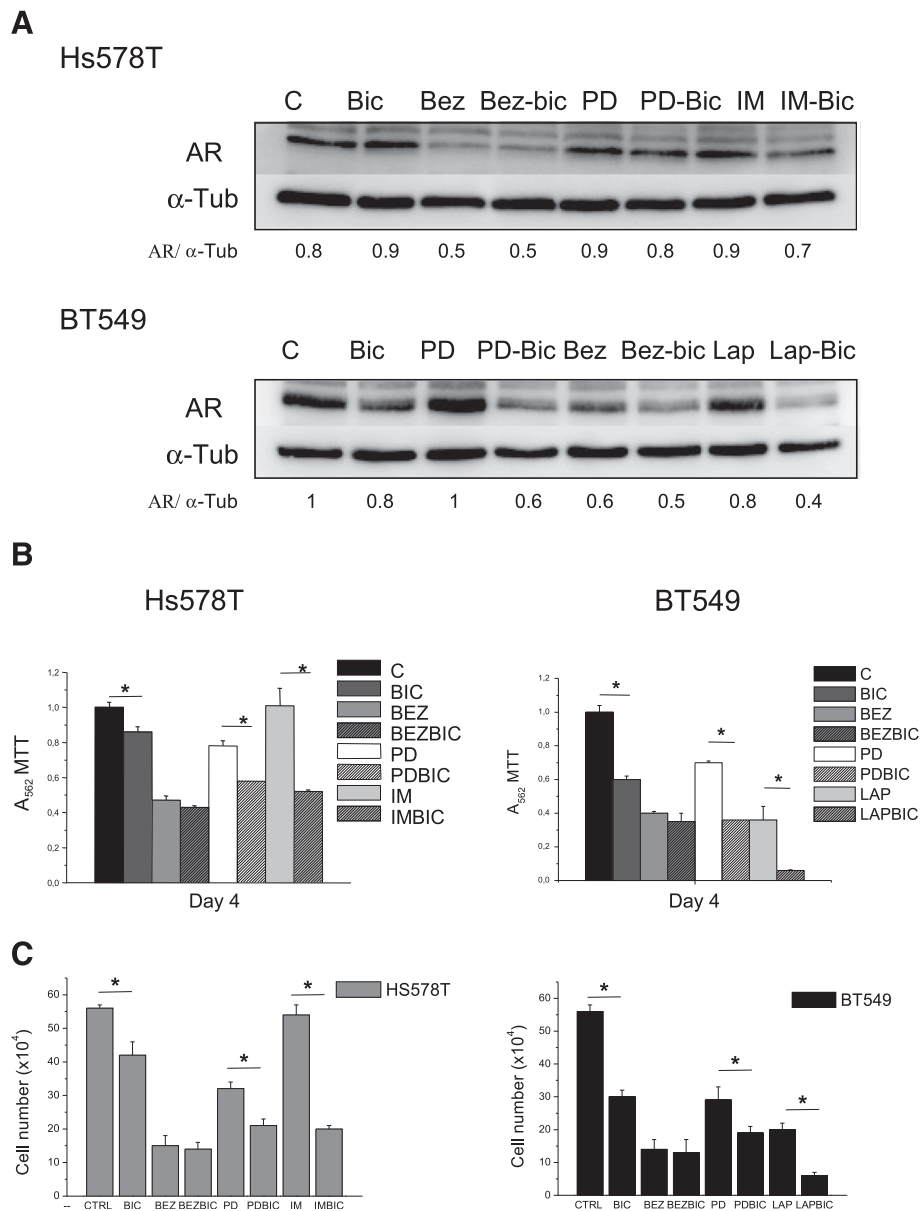 A
Hs578T
C Bic Bez Bez-bic PD PD-Bic IM IM-Bic
AR
α-Tub
AR/ α-Tub 0.8 0.9 0.5 0.5 0.9 0.8 0.9 0.7
BT549
C Bic PD PD-Bic Bez Bez-bic Lap Lap-Bic
AR
α-Tub
AR/ α-Tub 1 0.8 1 0.6 0.6 0.5 0.8 0.4
B
Hs578T
1,2
1,0
0,8
0,6
0,4
0,2
0,0
A562 MTT
* * *
Day 4
C
BIC
BEZ
BEZBIC
PD
PDBIC
IM
IMBIC
BT549
1,2
1,0
0,8
0,6
0,4
0,2
0,0
A562 MTT
* * *
Day 4
C
BIC
BEZ
BEZBIC
PD
PDBIC
LAP
LAPBIC
C
60
50
40
30
20
10
0
Cell number (x10⁴)
* * *
HS578T
-- CTRL BIC BEZ BEZBIC PD PDBIC IM IMBIC
60
50
40
30
20
10
0
Cell number (x10⁴)
* * *
BT549
CTRL BIC BEZ BEZBIC PD PDBIC LAP LAPBIC